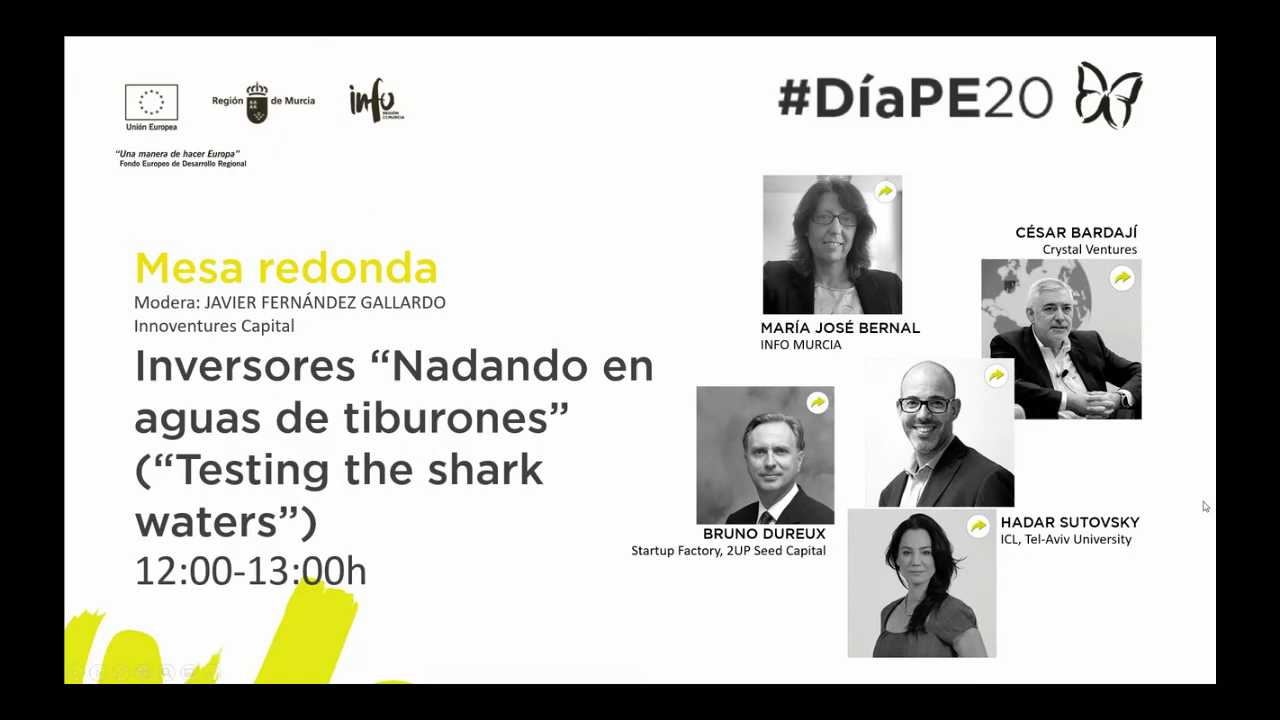 Unión Europea
Región de Murcia
info
REGIÓN
DE MURCIA
#DíaPE20
“Una manera de hacer Europa”
Fondo Europeo de Desarrollo Regional
Mesa redonda
Modera: JAVIER FERNÁNDEZ GALLARDO
Innoventures Capital
Inversores “Nadando en
aguas de tiburones”
(“Testing the shark
waters”)
12:00-13:00h
MARÍA JOSÉ BERNAL
INFO MURCIA
CÉSAR BARDAJÍ
Crystal Ventures
BRUNO DUREUX
Startup Factory, 2UP Seed Capital
HADAR SUTOVSKY
ICL, Tel-Aviv University